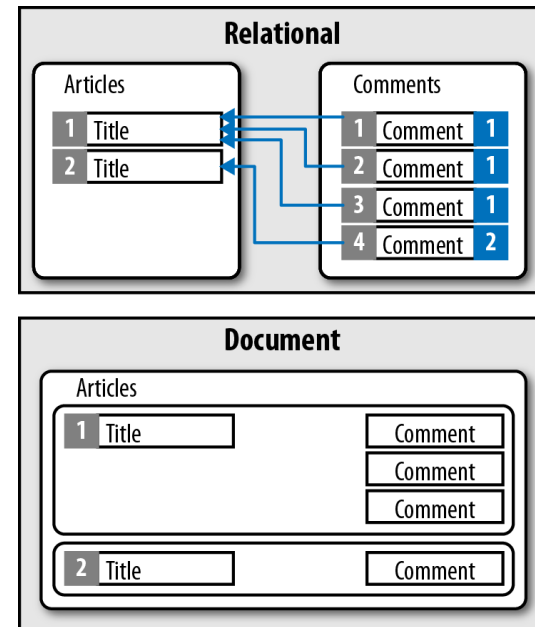 Relational
Articles Comments
1 Title 1 Comment 1
2 Title 2 Comment 1
3 Comment 1
4 Comment 2
Document
Articles
1 Title Comment
Comment
Comment
2 Title Comment